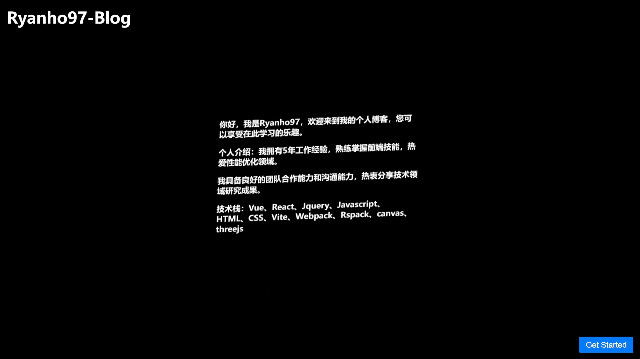 Ryanho97-Blog
你好，我是Ryanho97，欢迎来到我的个人博客，您可
以享受在此学习的乐趣。
个人介绍：我拥有5年工作经验，熟练掌握前端技能，热
爱性能优化领域。
我具备良好的团队合作能力和沟通能力，热衷分享技术领
域研究成果。
技术栈：Vue、React、Jquery、Javascript、
HTML、CSS、Vite、Webpack、Rspack、canvas、
threejs
Get Started